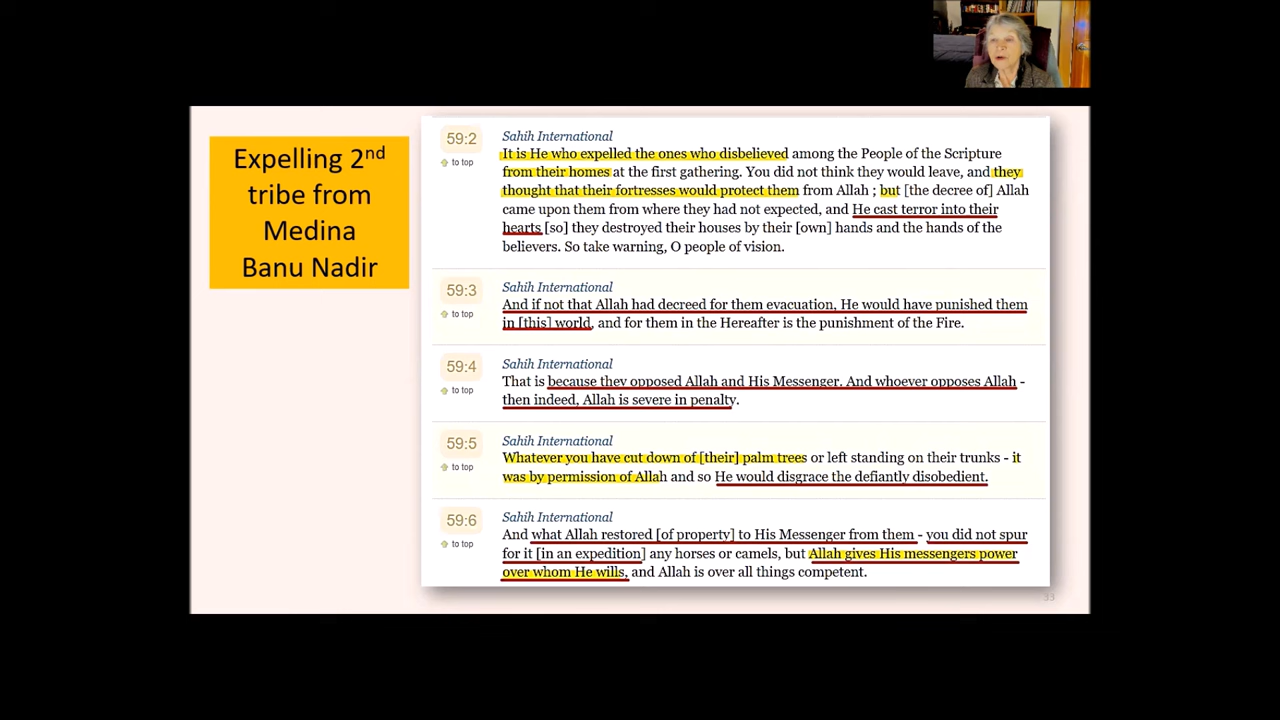 Expelling 2nd
tribe from
Medina
Banu Nadir
59:2
to top
Sahih International
It is He who expelled the ones who disbelieved among the People of the Scripture
from their homes at the first gathering. You did not think they would leave, and they
thought that their fortresses would protect them from Allah ; but [the decree of] Allah
came upon them from where they had not expected, and He cast terror into their
hearts [so] they destroyed their houses by their [own] hands and the hands of the
believers. So take warning, O people of vision.
59:3
to top
Sahih International
And if not that Allah had decreed for them evacuation, He would have punished them
in [this] world, and for them in the Hereafter is the punishment of the Fire.
59:4
to top
Sahih International
That is because they opposed Allah and His Messenger. And whoever opposes Allah -
then indeed, Allah is severe in penalty.
59:5
to top
Sahih International
Whatever you have cut down of [their] palm trees or left standing on their trunks - it
was by permission of Allah and so He would disgrace the defiantly disobedient.
59:6
to top
Sahih International
And what Allah restored [of property] to His Messenger from them - you did not spur
for it [in an expedition] any horses or camels, but Allah gives His messengers power
over whom He wills, and Allah is over all things competent.
33